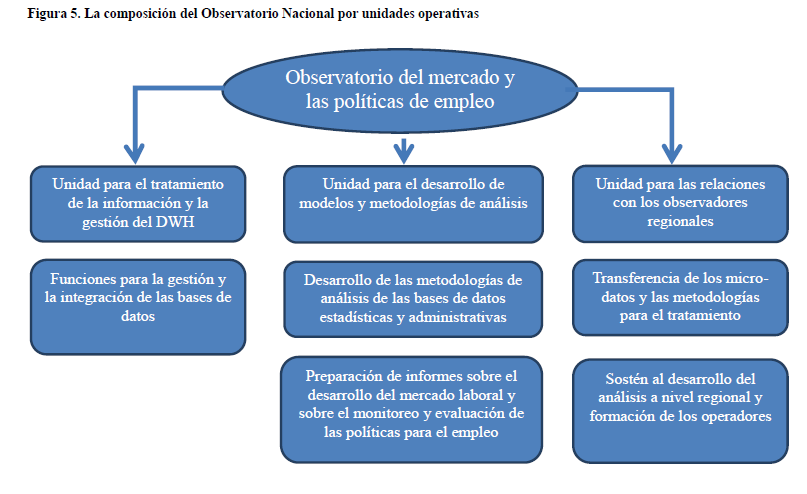 Figura 5. La composición del Observatorio Nacional por unidades operativas
Observatorio del mercado y
las políticas de empleo
Unidad para el tratamiento
de la información y la
gestión del DWH
Funciones para la gestión y
la integración de las bases de
datos
Unidad para el desarrollo de
modelos y metodologías de análisis
Desarrollo de las metodologías de
análisis de las bases de datos
estadísticas y administrativas
Preparación de informes sobre el
desarrollo del mercado laboral y
sobre el monitoreo y evaluación de
las políticas para el empleo
Unidad para las relaciones
con los observadores
regionales
Transferencia de los micro-
datos y las metodologías
para el tratamiento
Sostén al desarrollo del
análisis a nivel regional y
formación de los operadores